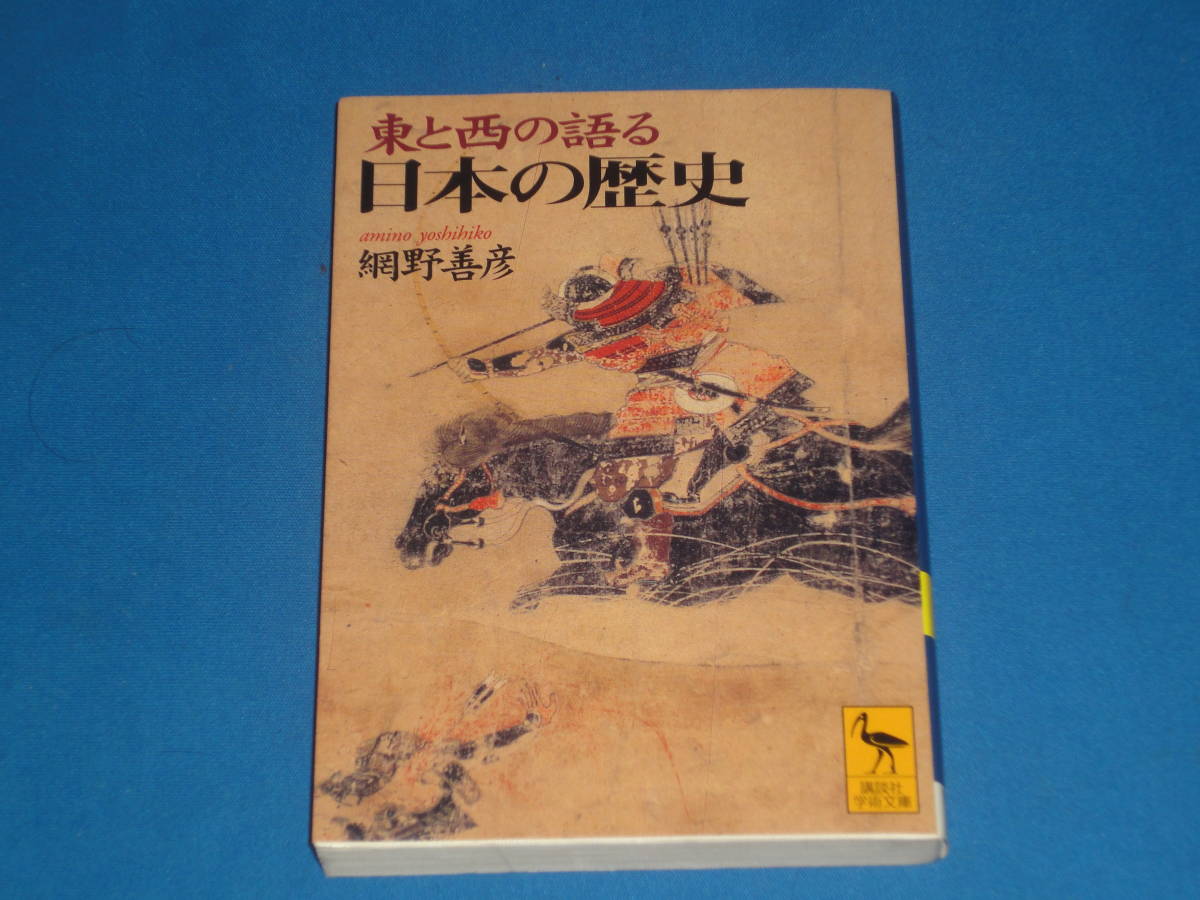 東と西の語る
日本の歴史
amino yoshihiko
網野善彦
講談社
学術文庫